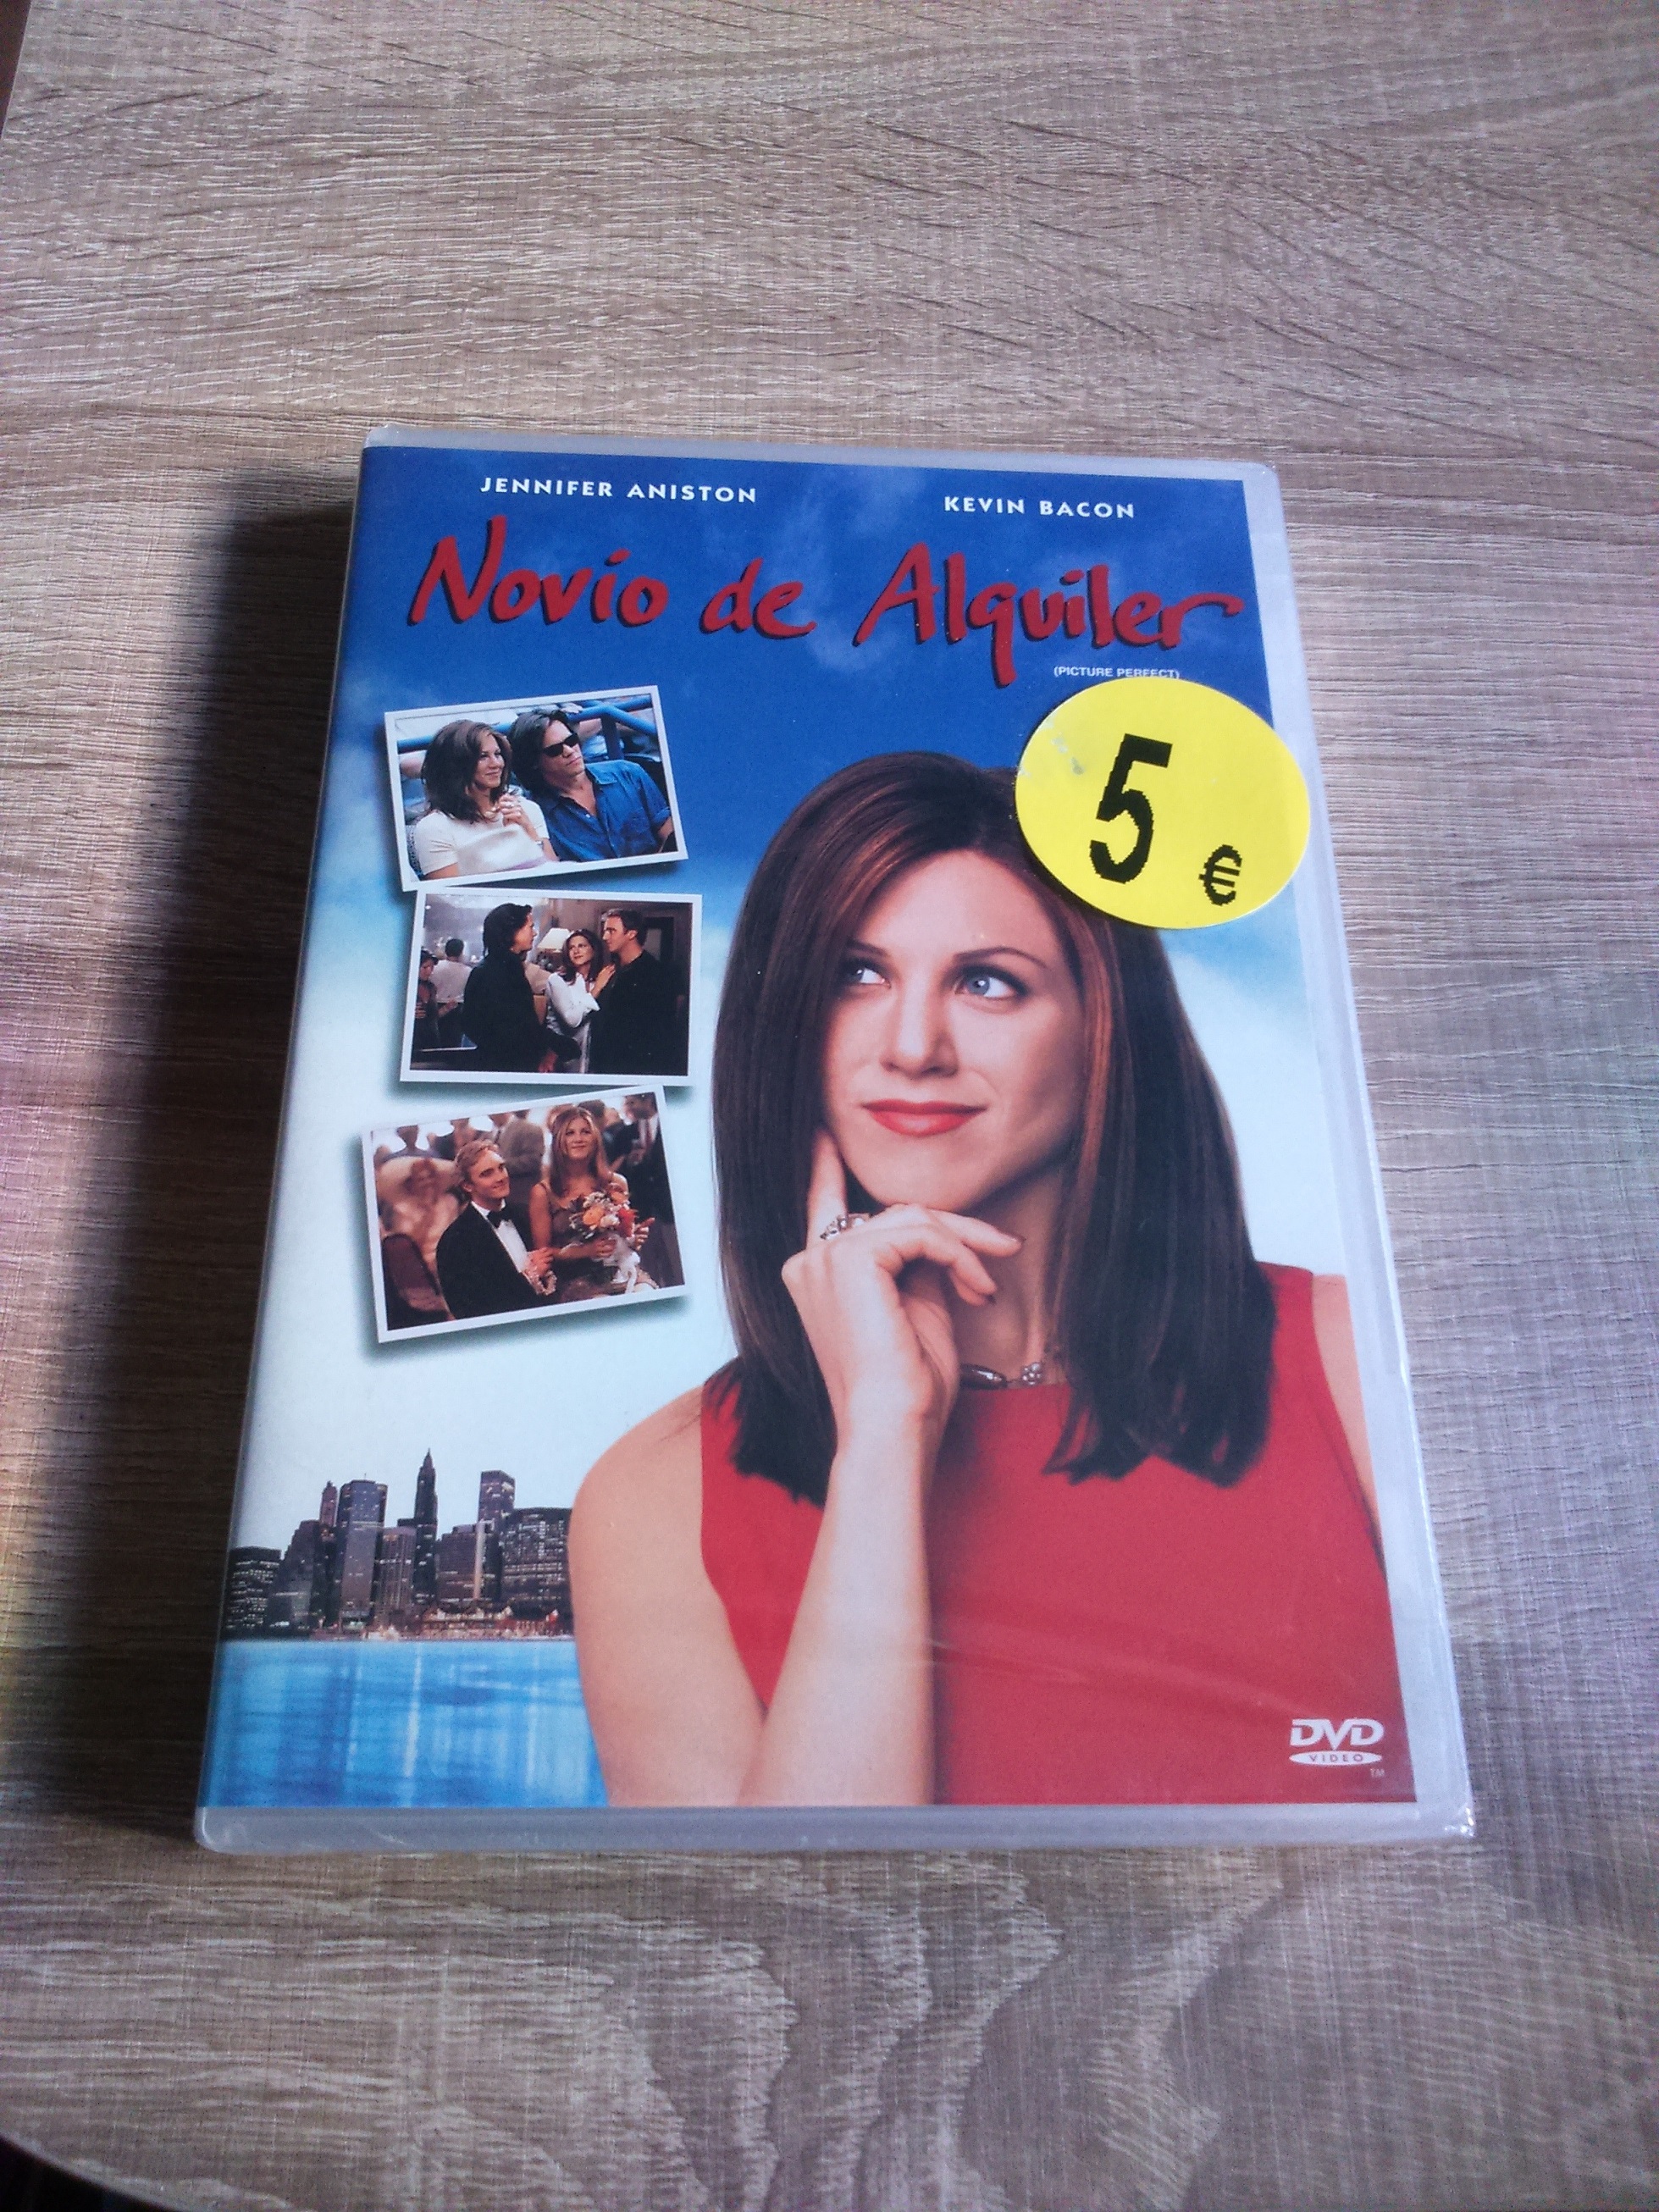 JENNIFER ANISTON KEVIN BACON
Novio de Alquiler
(PICTURE PERFECT)
5 €
DVD
VIDEO
TM